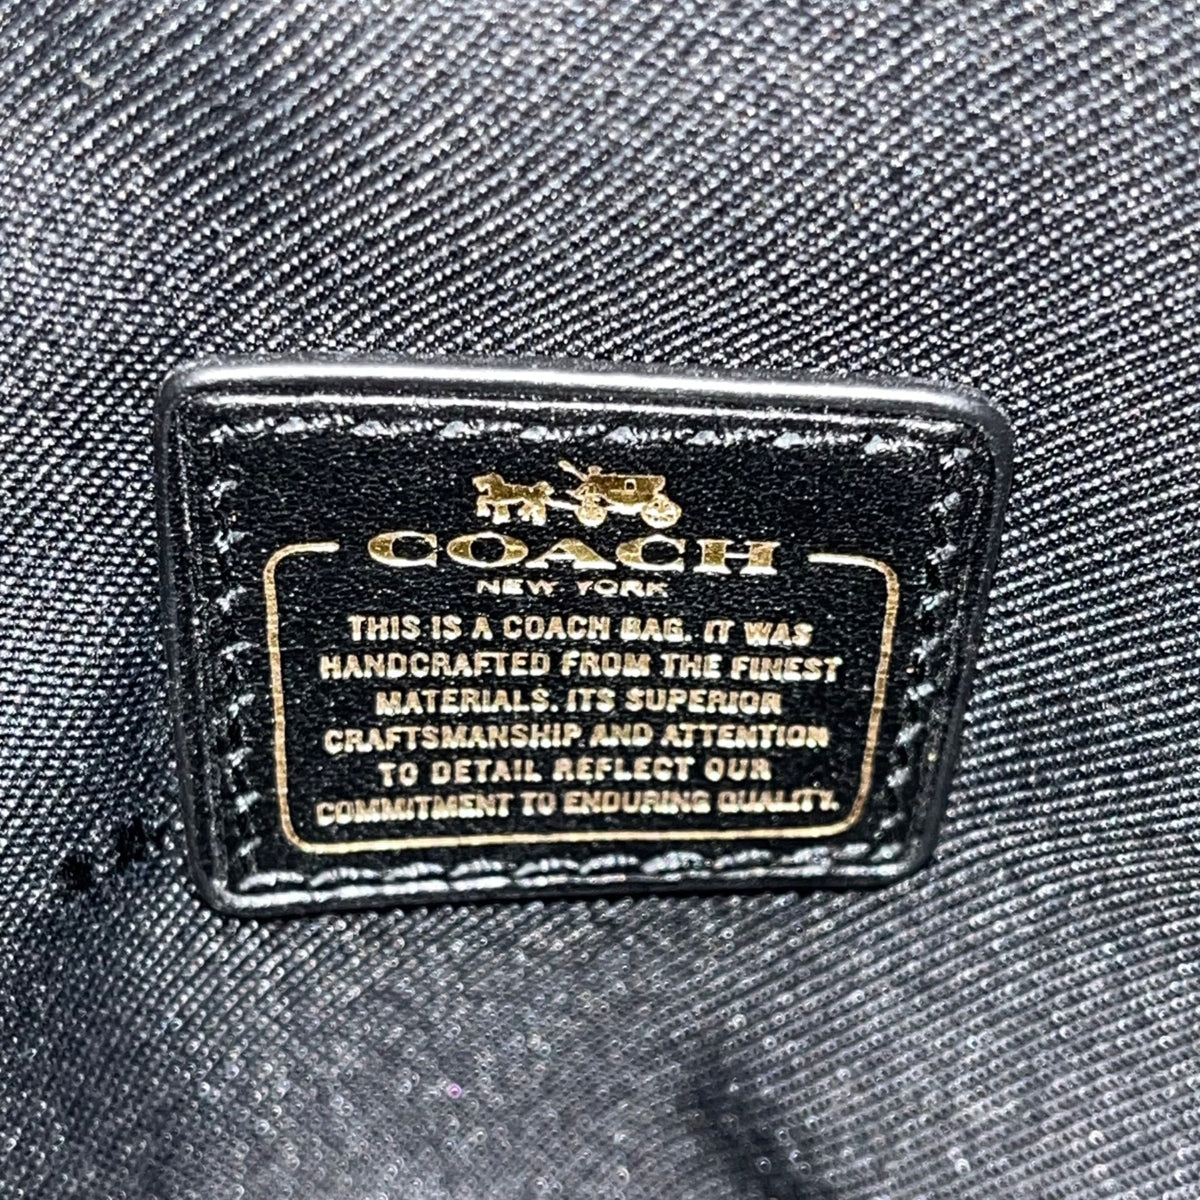 COACH
NEW YORK
THIS IS A COACH BAG. IT WAS
HANDCRAFTED FROM THE FINEST
MATERIALS. ITS SUPERIOR
CRAFTSMANSHIP AND ATTENTION
TO DETAIL REFLECT OUR
COMMITMENT TO ENDURING QUALITY.